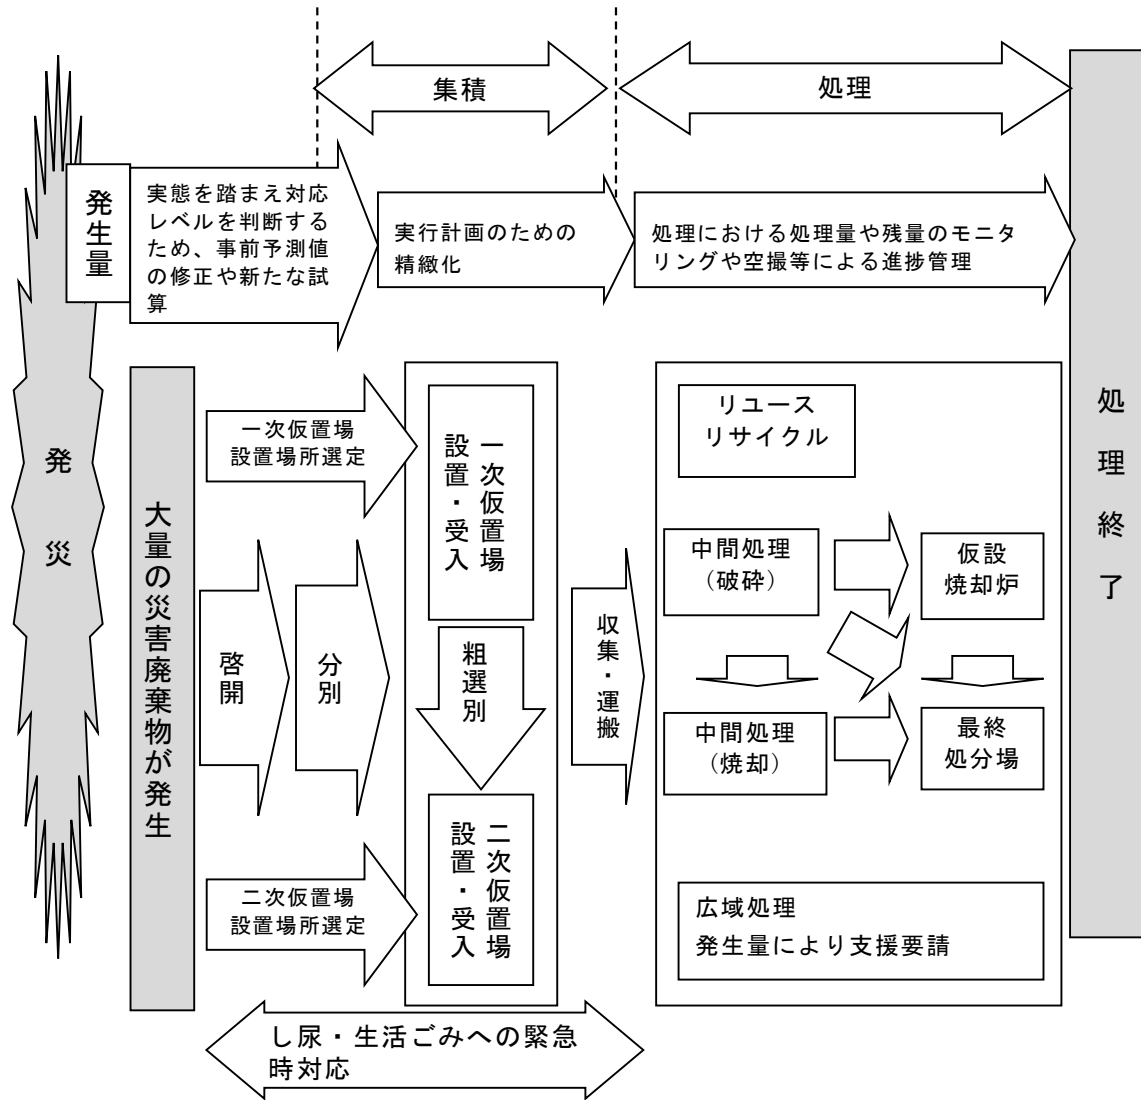 集積
処理
発生量
実態を踏まえ対応
レベルを判断する
ため、事前予測値
の修正や新たな試
算
実行計画のための
精緻化
処理における処理量や残量のモニタ
リングや空撮等による進捗管理
発災
大量の災害廃棄物が発生
一次仮置場
設置場所選定
啓開
分別
二次仮置場
設置場所選定
一次仮置場
設置・受入
粗選別
二次仮置場
設置・受入
収集・運搬
リユース
リサイクル
中間処理
(破砕)
仮設
焼却炉
中間処理
(焼却)
最終
処分場
広域処理
発生量により支援要請
処理終了
し尿・生活ごみへの緊急
時対応